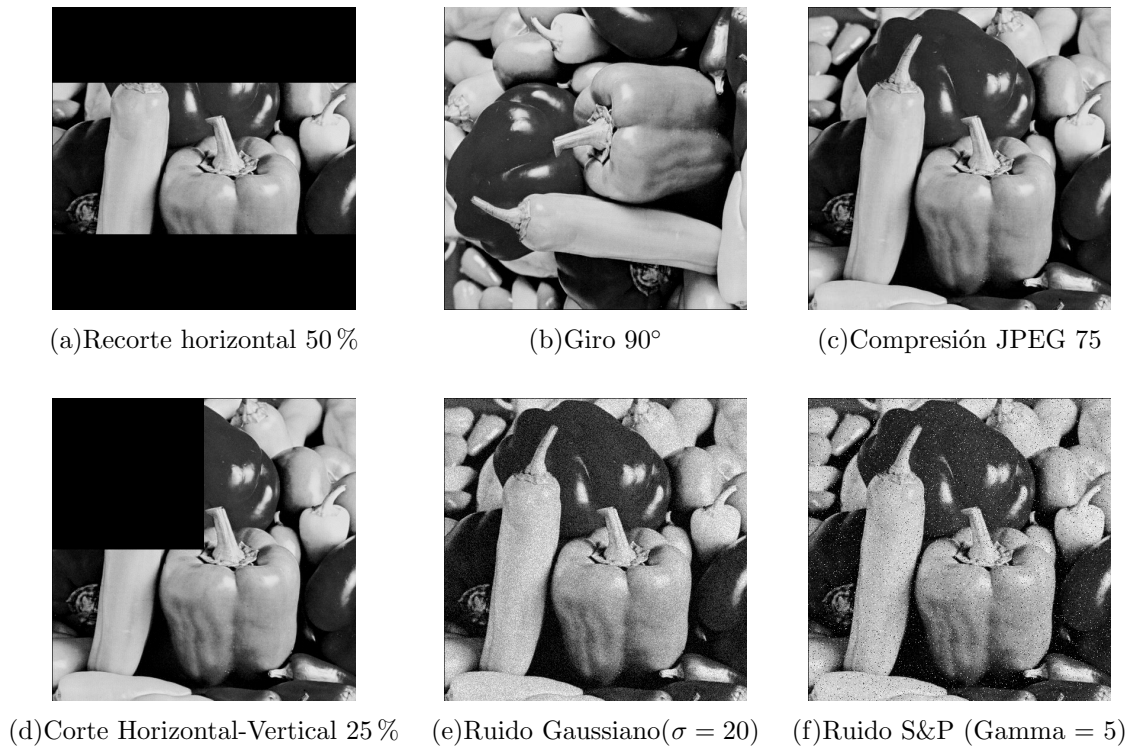 (a)Recorte horizontal 50 %
(b)Giro 90°
(c)Compresión JPEG 75
(d)Corte Horizontal-Vertical 25 %
(e)Ruido Gaussiano(σ = 20)
(f)Ruido S&P (Gamma = 5)